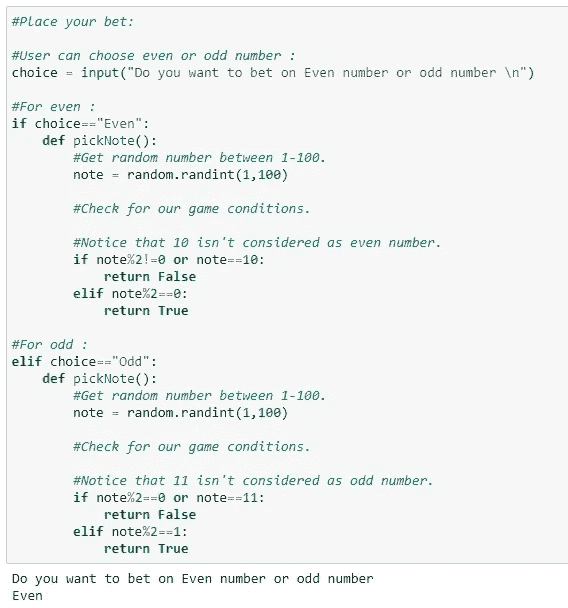 #Place your bet:
#User can choose even or odd number :
choice = input("Do you want to bet on Even number or odd number \n")
#For even :
if choice=="Even":
    def pickNote():
        #Get random number between 1-100.
        note = random.randint(1,100)
        #Check for our game conditions.
        #Notice that 10 isn't considered as even number.
        if note%2!=0 or note==10:
            return False
        elif note%2==0:
            return True
#For odd :
elif choice=="Odd":
    def pickNote():
        #Get random number between 1-100.
        note = random.randint(1,100)
        #Check for our game conditions.
        #Notice that 11 isn't considered as odd number.
        if note%2==0 or note==11:
            return False
        elif note%2==1:
            return True
Do you want to bet on Even number or odd number
Even